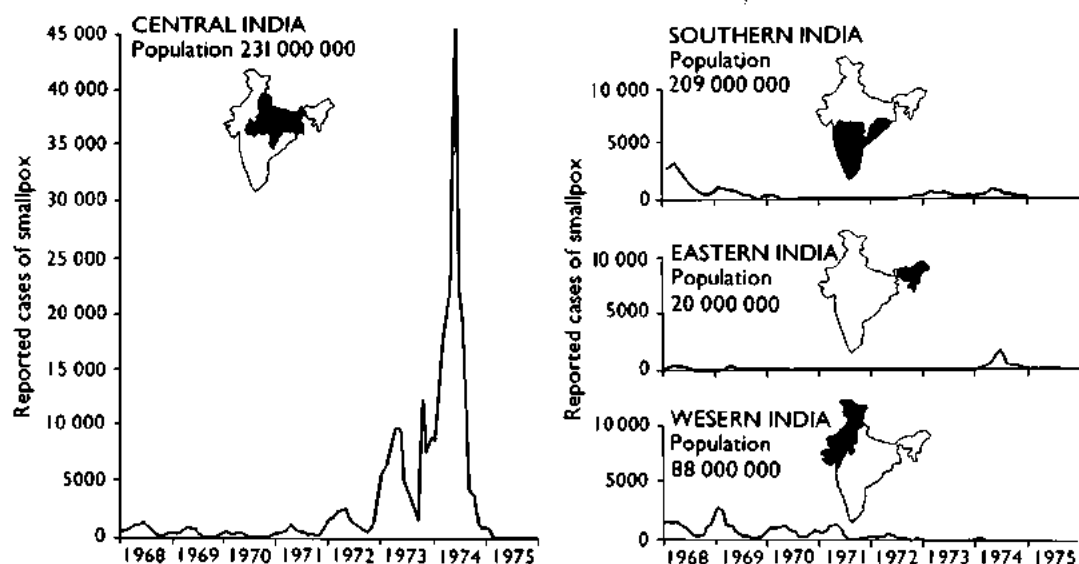 CENTRAL INDIA
Population 231 000 000
Reported cases of smallpox
45 000
40 000
35 000
30 000
25 000
20 000
15 000
10 000
5000
0
1968 1969 1970 1971 1972 1973 1974 1975
SOUTHERN INDIA
Population
209 000 000
10 000
5000
0
EASTERN INDIA
Population
20 000 000
10 000
5000
0
Reported cases of smallpox
WESERN INDIA
Population
88 000 000
10 000
5000
0
1968 1969 1970 1971 1972 1973 1974 1975